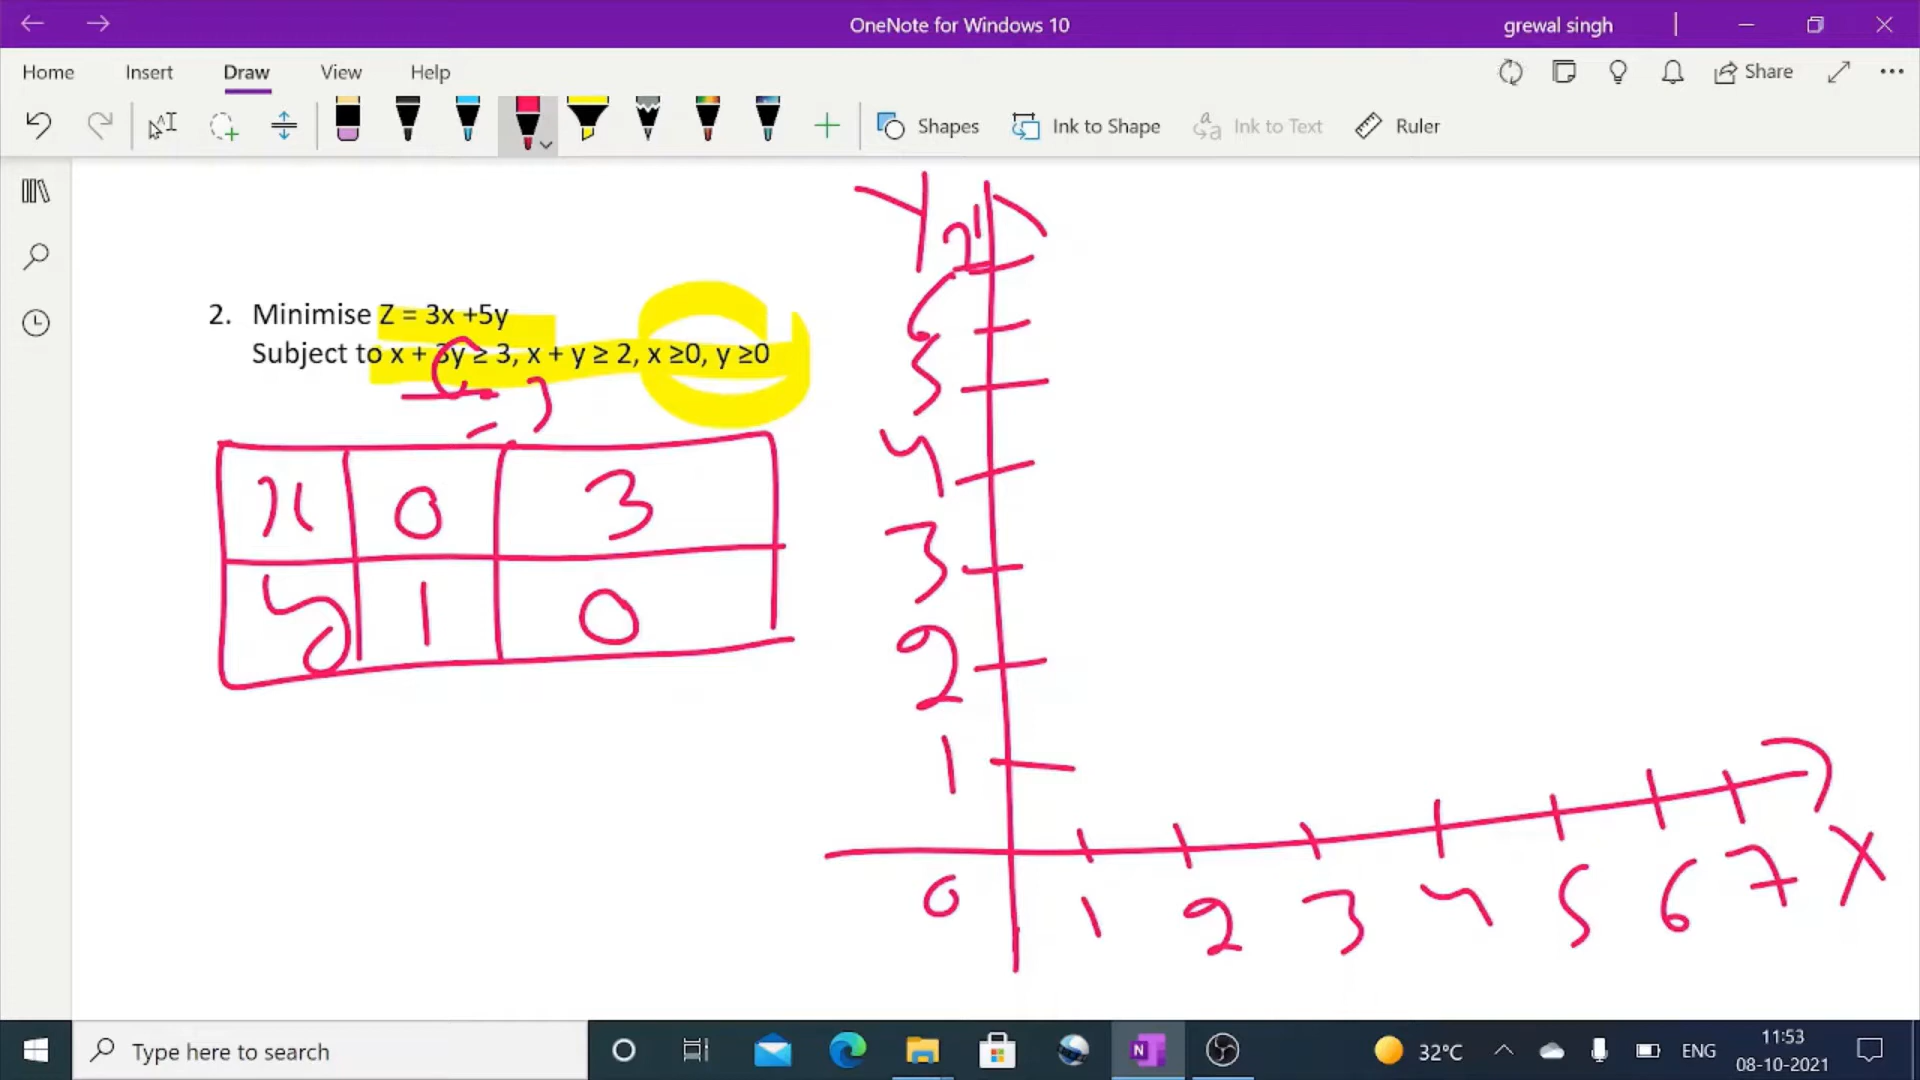 OneNote for Windows 10
grewal singh
Home Insert Draw View Help
Share
Shapes Ink to Shape Ink to Text Ruler
2. Minimise Z = 3x +5y
Subject to x + 3y ≥ 3, x + y ≥ 2, x ≥0, y ≥0
= 3
x 0 3
y 1 0
Y
7
6
5
4
3
2
1
0 1 2 3 4 5 6 7 X
Type here to search
32°C
ENG
11:53
08-10-2021